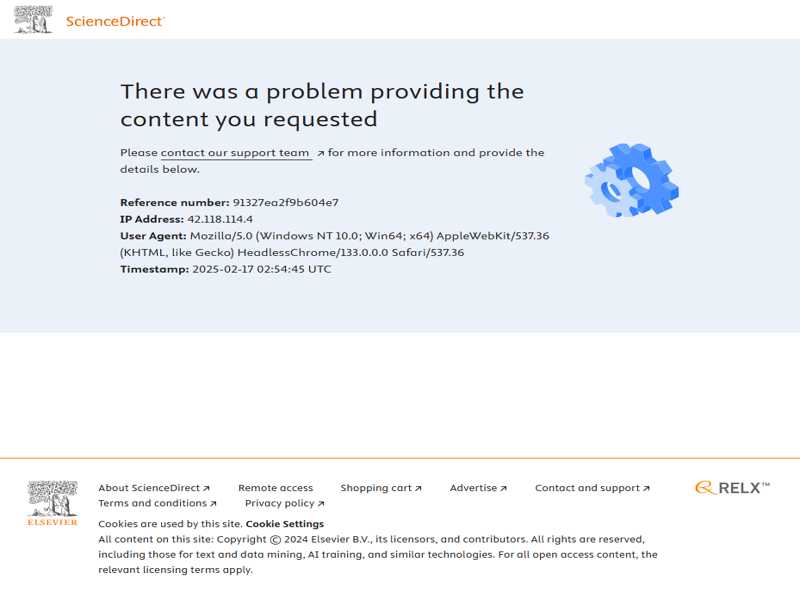 ScienceDirect
There was a problem providing the
content you requested
Please contact our support team ↗ for more information and provide the
details below.
Reference number: 91327ea2f9b604e7
IP Address: 42.118.114.4
User Agent: Mozilla/5.0 (Windows NT 10.0; Win64; x64) AppleWebKit/537.36
(KHTML, like Gecko) HeadlessChrome/133.0.0.0 Safari/537.36
Timestamp: 2025-02-17 02:54:45 UTC
ELSEVIER
About ScienceDirect ↗ Remote access Shopping cart ↗ Advertise ↗ Contact and support ↗
Terms and conditions ↗ Privacy policy ↗
RELX™
Cookies are used by this site. Cookie Settings
All content on this site: Copyright © 2024 Elsevier B.V., its licensors, and contributors. All rights are reserved,
including those for text and data mining, AI training, and similar technologies. For all open access content, the
relevant licensing terms apply.